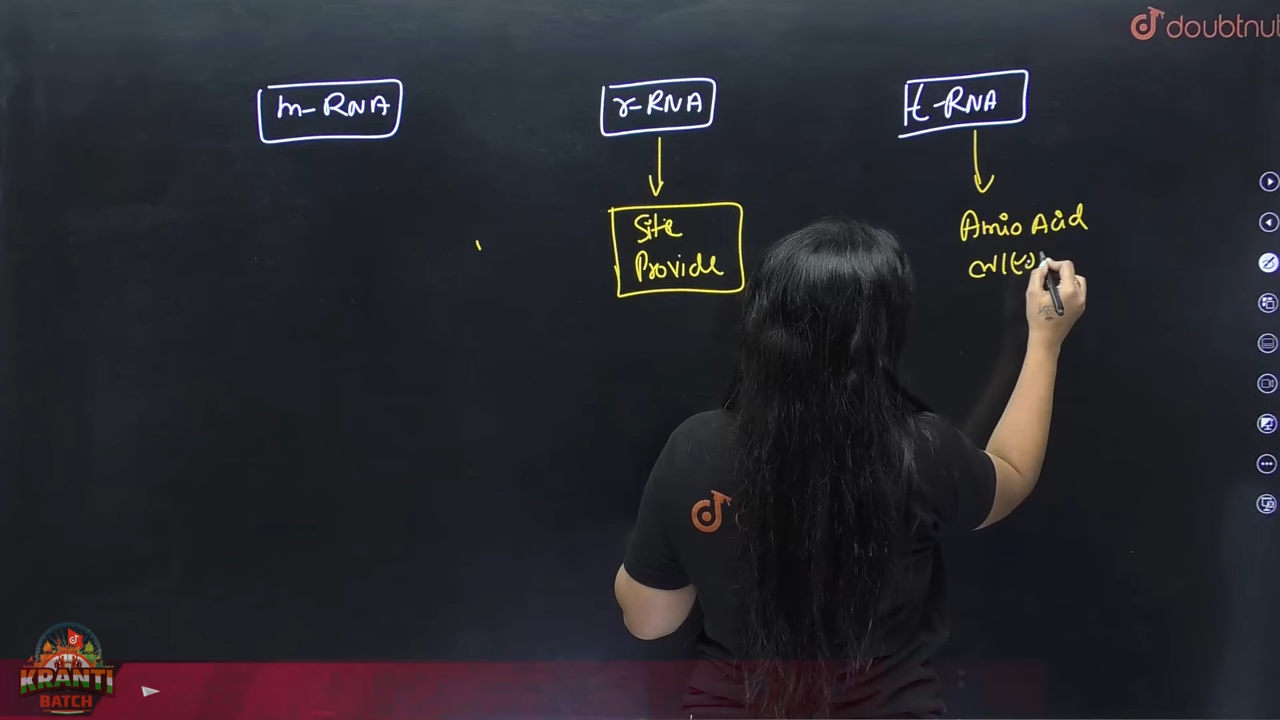 doubtnut
m-RNA
r-RNA
t-RNA
Site
Provide
Amio Acid
KRANTI
BATCH